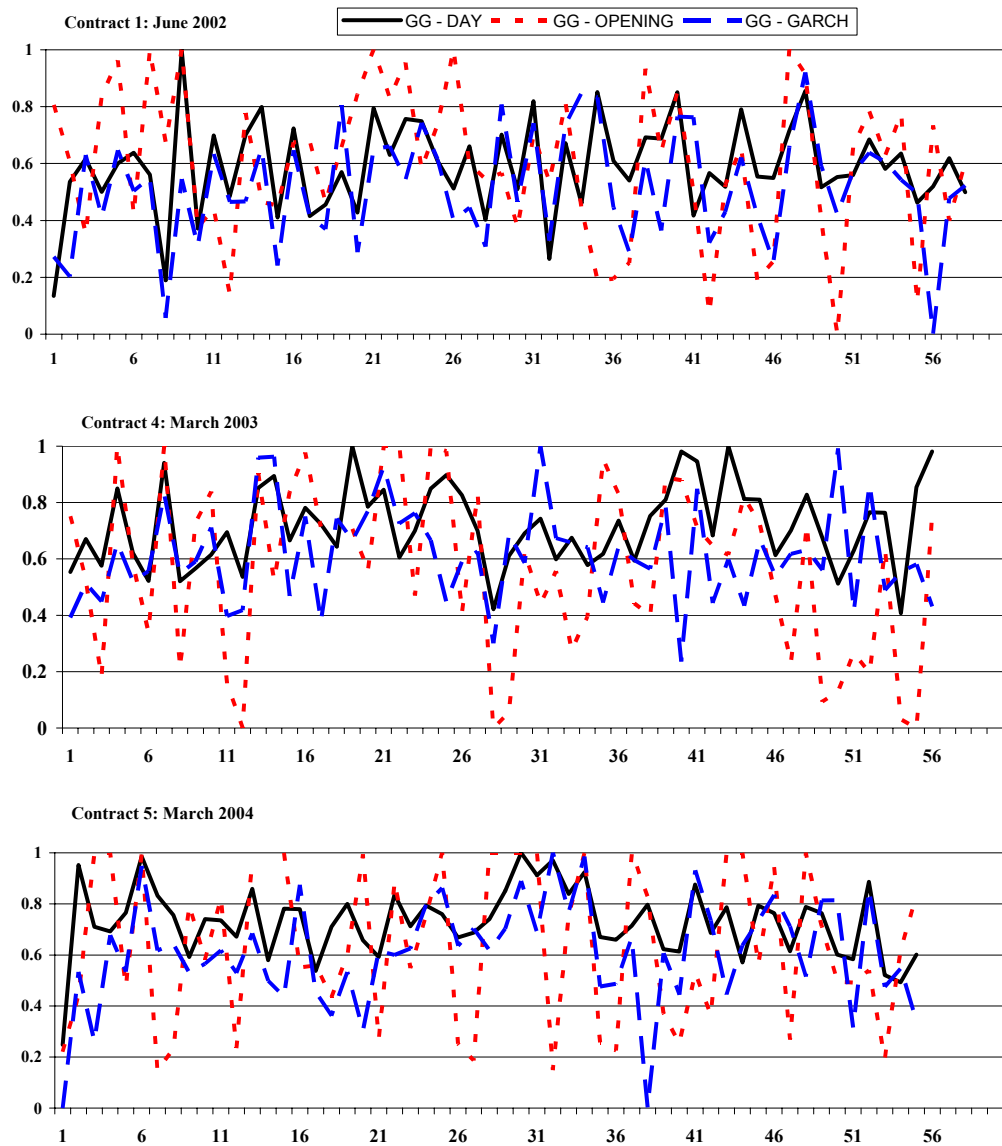 Contract 1: June 2002
GG - DAY GG - OPENING GG - GARCH
1
0.8
0.6
0.4
0.2
0
1 6 11 16 21 26 31 36 41 46 51 56
Contract 4: March 2003
1
0.8
0.6
0.4
0.2
0
1 6 11 16 21 26 31 36 41 46 51 56
Contract 5: March 2004
1
0.8
0.6
0.4
0.2
0
1 6 11 16 21 26 31 36 41 46 51 56